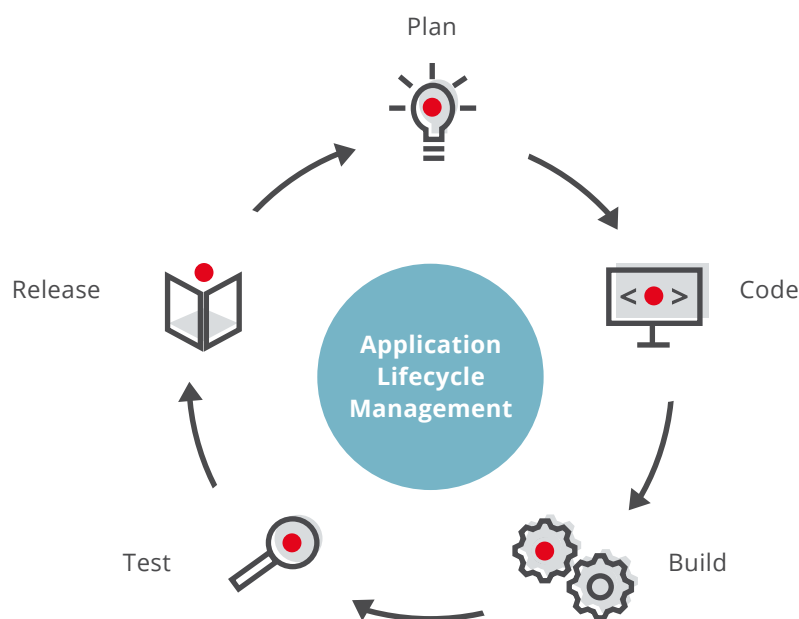 Plan
Release
Code
< >
Application
Lifecycle
Management
Test
Build